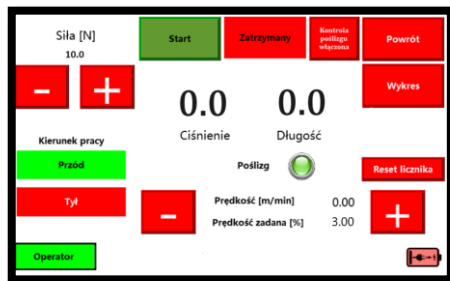 Siła [N]
10.0
Start
Zatrzymany
Kontrola
poślizgu
włączona
Powrót
Wykres
0.0
0.0
Ciśnienie
Długość
Kierunek pracy
Przód
Poślizg
Reset licznika
Tył
Prędkość [m/min]
0.00
Prędkość zadana [%]
3.00
Operator